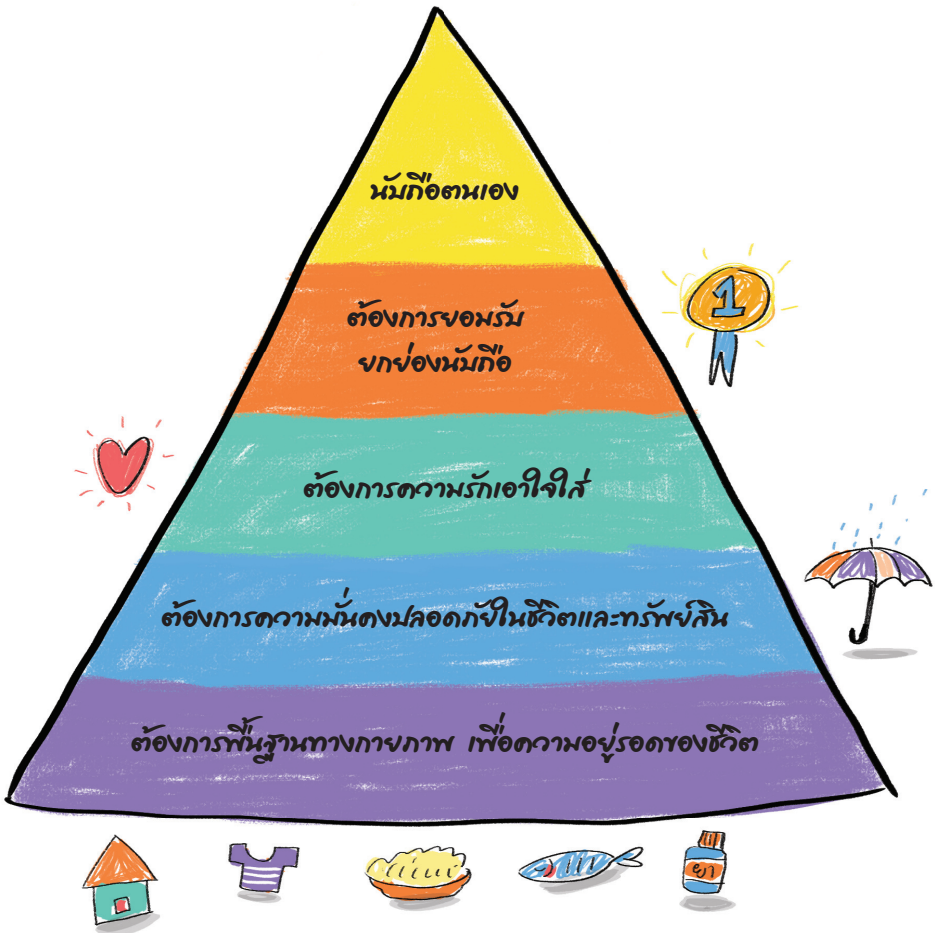 นับถือตนเอง
1
ต้องการยอมรับ
ยกย่องนับถือ
ต้องการความรักเอาใจใส่
ต้องการความมั่นคงปลอดภัยในชีวิตและทรัพย์สิน
ต้องการพื้นฐานทางกายภาพ เพื่อความอยู่รอดของชีวิต
ยา